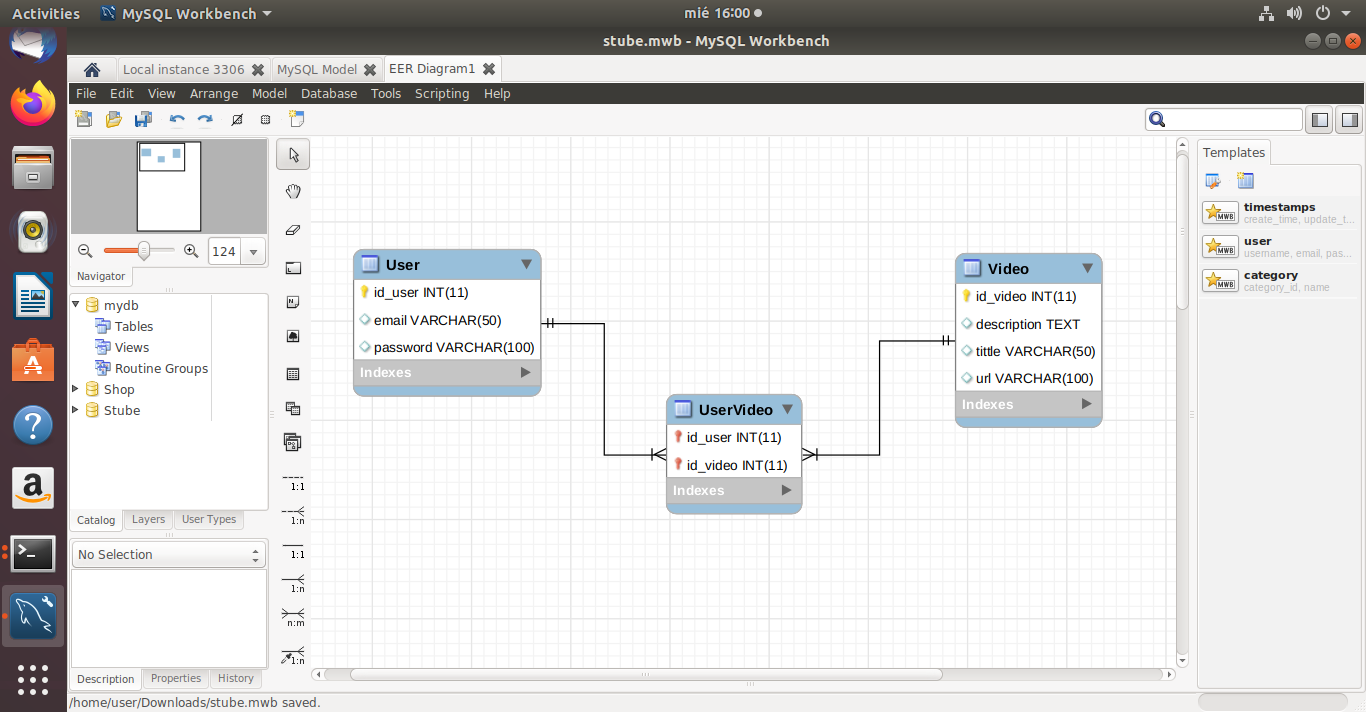 Activities MySQL Workbench mié 16:00
stube.mwb - MySQL Workbench
Local instance 3306 MySQL Model EER Diagram1
File Edit View Arrange Model Database Tools Scripting Help
124
Navigator
mydb
Tables
Views
Routine Groups
Shop
Stube
Catalog Layers User Types
No Selection
Description Properties History
1:1
1:n
1:1
1:n
n:m
1:n
User
id_user INT(11)
email VARCHAR(50)
password VARCHAR(100)
Indexes
UserVideo
id_user INT(11)
id_video INT(11)
Indexes
Video
id_video INT(11)
description TEXT
tittle VARCHAR(50)
url VARCHAR(100)
Indexes
Templates
MWB timestamps
create_time, update_t...
MWB user
username, email, pas...
MWB category
category_id, name
/home/user/Downloads/stube.mwb saved.